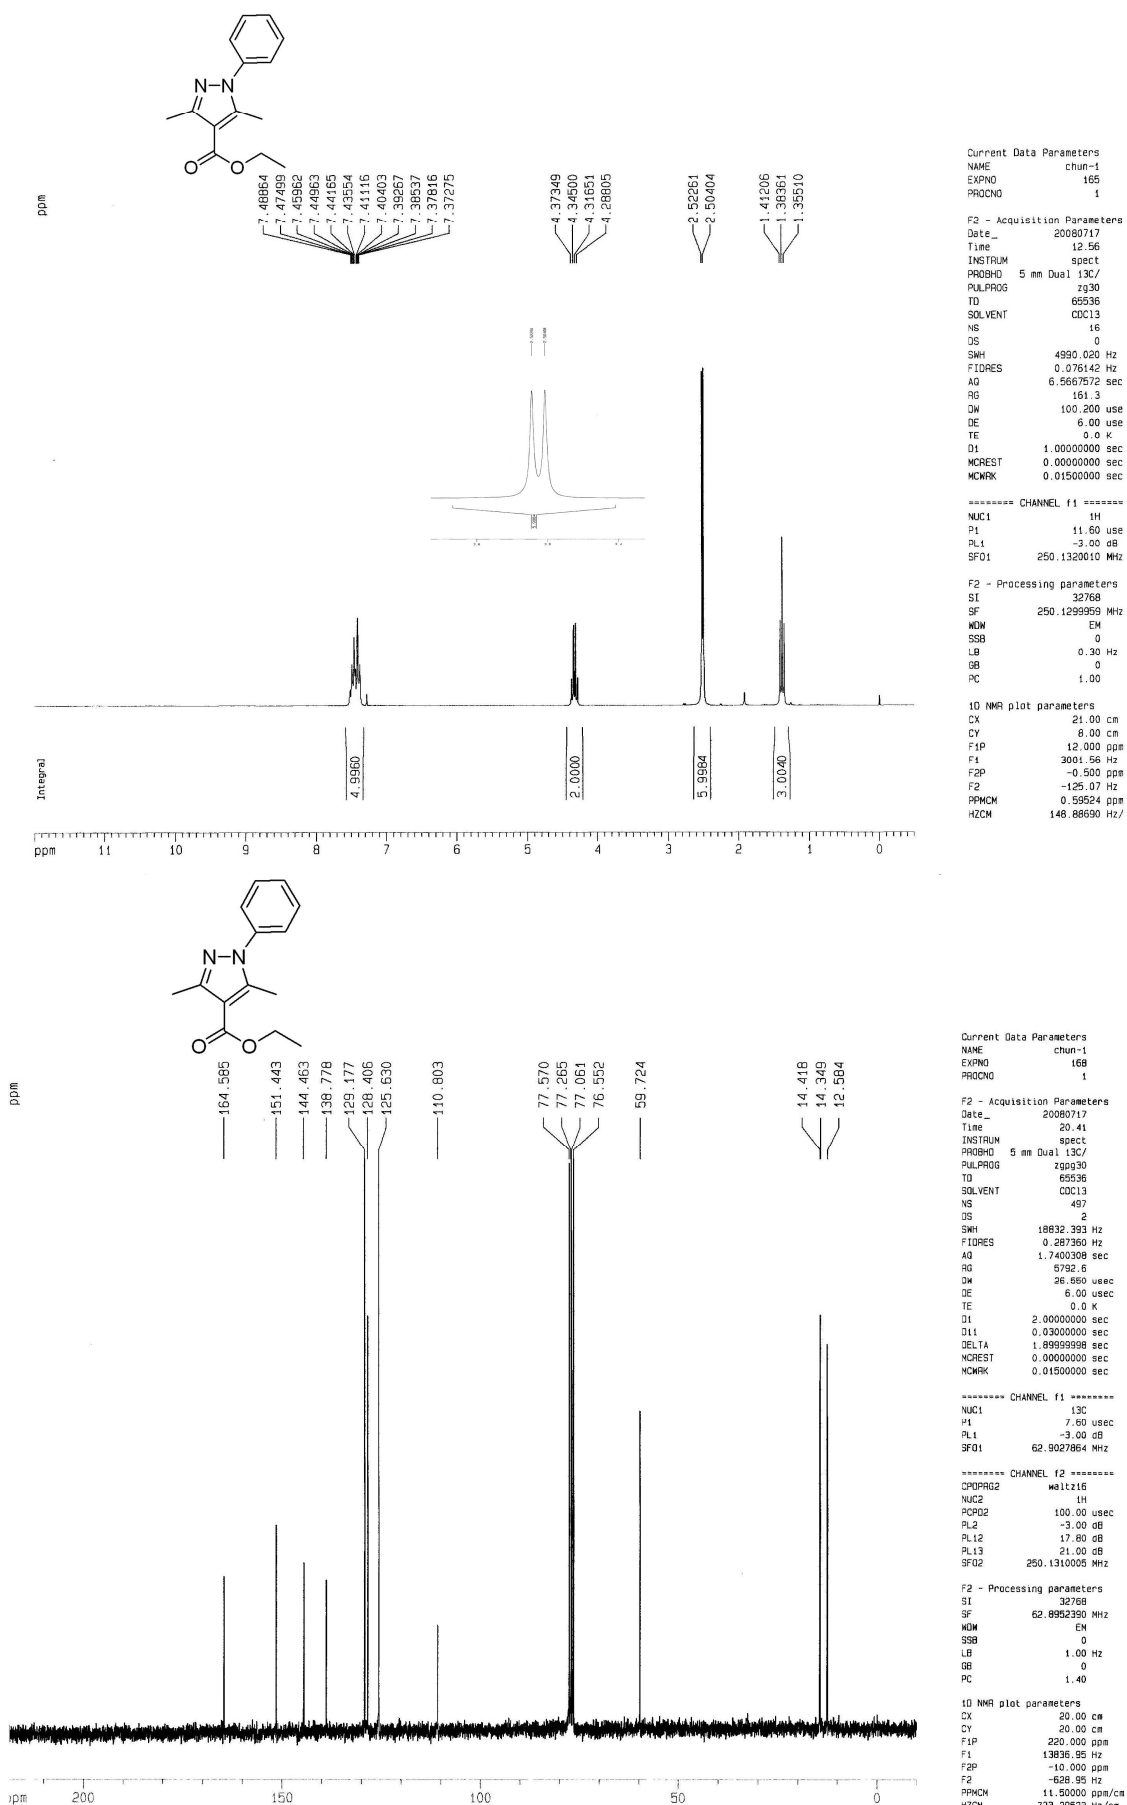 N N
O O
ppm
7.48864
7.47499
7.45962
7.44963
7.44165
7.43554
7.41116
7.40403
7.39267
7.38537
7.37816
7.37275
4.37349
4.34500
4.31651
4.28805
2.52261
2.50404
1.41206
1.38361
1.35510
Current Data Parameters
NAME chun-1
EXPNO 165
PROCNO 1
F2 - Acquisition Parameters
Date_ 20080717
Time 12.56
INSTRUM spect
PROBHD 5 mm Dual 13C/
PULPROG zg30
TD 65536
SOLVENT CDCl3
NS 16
DS 0
SWH 4990.020 Hz
FIDRES 0.076142 Hz
AQ 6.5667572 sec
RG 161.3
DW 100.200 use
DE 6.00 use
TE 0.0 K
D1 1.00000000 sec
MCREST 0.00000000 sec
MCWRK 0.01500000 sec
======== CHANNEL f1 =======
NUC1 1H
P1 11.60 use
PL1 -3.00 dB
SFO1 250.1320010 MHz
F2 - Processing parameters
SI 32768
SF 250.1299959 MHz
WDW EM
SSB 0
LB 0.30 Hz
GB 0
PC 1.00
1D NMR plot parameters
CX 21.00 cm
CY 8.00 cm
F1P 12.000 ppm
F1 3001.56 Hz
F2P -0.500 ppm
F2 -125.07 Hz
PPMCM 0.59524 ppm
HZCM 148.88690 Hz/
Integral
4.9960
2.0000
5.9984
3.0040
ppm 11 10 9 8 7 6 5 4 3 2 1 0
N N
O O
ppm
164.585
151.443
144.463
138.778
129.177
128.406
125.630
110.803
77.570
77.265
77.061
76.552
59.724
14.418
14.349
12.584
Current Data Parameters
NAME chun-1
EXPNO 168
PROCNO 1
F2 - Acquisition Parameters
Date_ 20080717
Time 20.41
INSTRUM spect
PROBHD 5 mm Dual 13C/
PULPROG zgpg30
TD 65536
SOLVENT CDCl3
NS 497
DS 2
SWH 18832.393 Hz
FIDRES 0.287360 Hz
AQ 1.7400308 sec
RG 5792.6
DW 26.550 usec
DE 6.00 usec
TE 0.0 K
D1 2.00000000 sec
D11 0.03000000 sec
DELTA 1.89999998 sec
MCREST 0.00000000 sec
MCWRK 0.01500000 sec
======== CHANNEL f1 ========
NUC1 13C
P1 7.60 usec
PL1 -3.00 dB
SFO1 62.9027864 MHz
======== CHANNEL f2 ========
CPDPRG2 waltz16
NUC2 1H
PCPD2 100.00 usec
PL2 -3.00 dB
PL12 17.80 dB
PL13 21.00 dB
SFO2 250.1310005 MHz
F2 - Processing parameters
SI 32768
SF 62.8952390 MHz
WDW EM
SSB 0
LB 1.00 Hz
GB 0
PC 1.40
1D NMR plot parameters
CX 20.00 cm
CY 20.00 cm
F1P 220.000 ppm
F1 13836.95 Hz
F2P -10.000 ppm
F2 -628.95 Hz
PPMCM 11.50000 ppm/cm
ppm 200 150 100 50 0